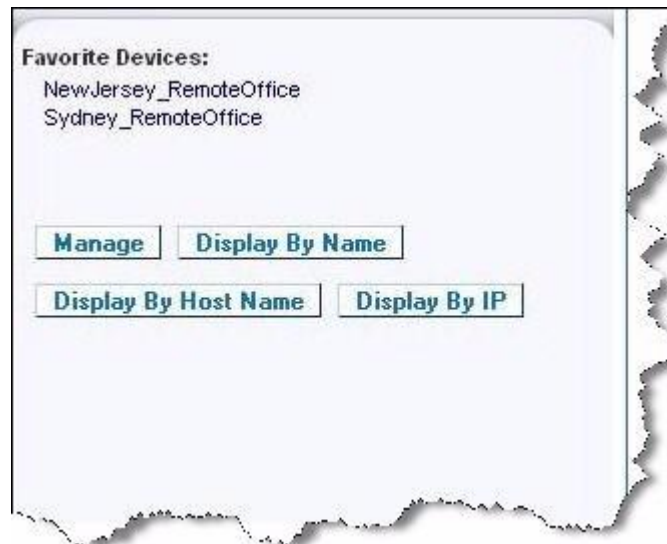 Favorite Devices:
NewJersey_RemoteOffice
Sydney_RemoteOffice
Manage Display By Name
Display By Host Name Display By IP